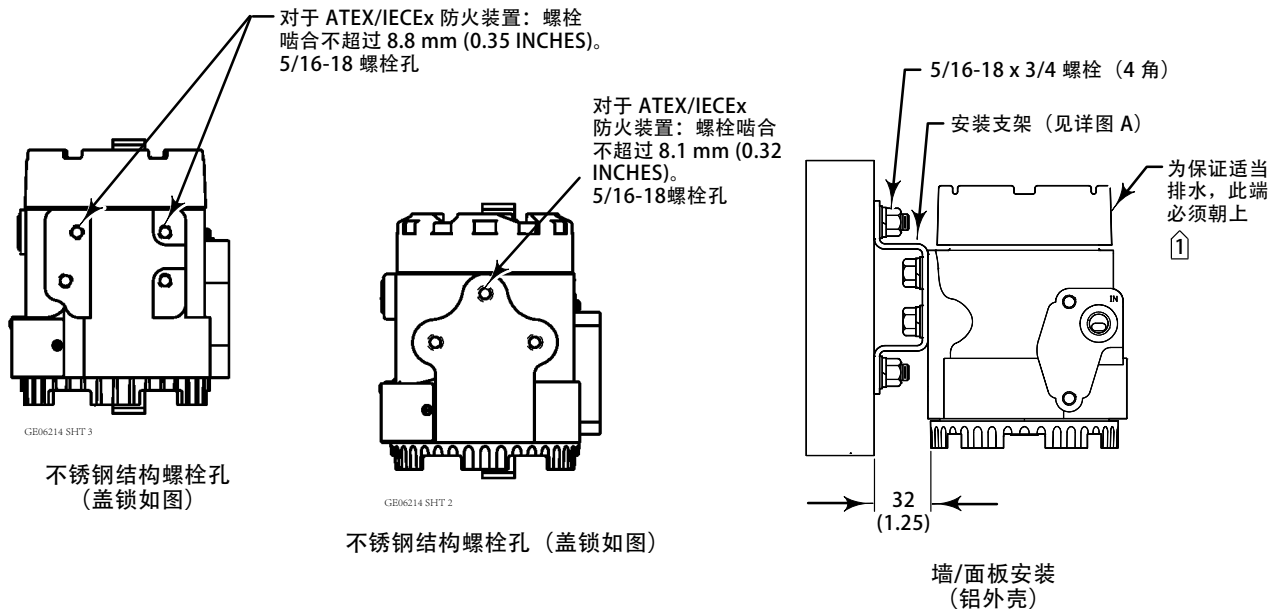 对于 ATEX/IECEx 防火装置：螺栓
啮合不超过 8.8 mm (0.35 INCHES)。
5/16-18 螺栓孔
GE06214 SHT 3
不锈钢结构螺栓孔
（盖锁如图）
对于 ATEX/IECEx
防火装置：螺栓啮合
不超过 8.1 mm (0.32
INCHES)。
5/16-18螺栓孔
GE06214 SHT 2
不锈钢结构螺栓孔（盖锁如图）
5/16-18 x 3/4 螺栓（4 角）
安装支架（见详图 A）
为保证适当
排水，此端
必须朝上
1
IN
32
(1.25)
墙/面板安装
（铝外壳）